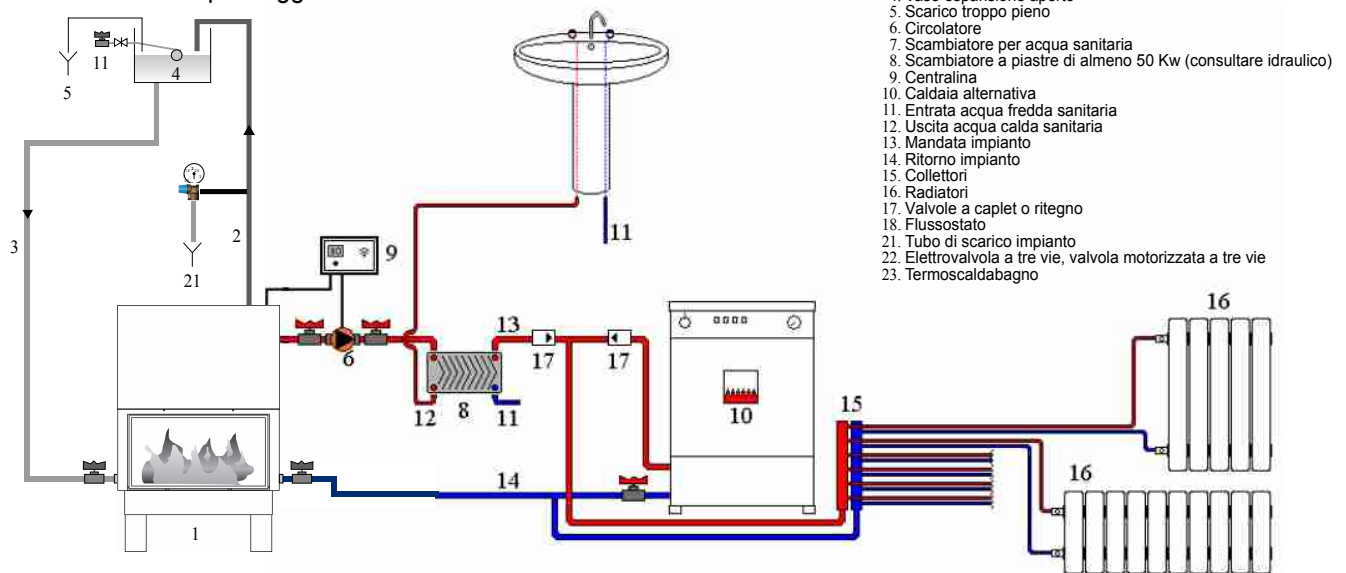 5. Scarico troppo pieno
6. Circolatore
7. Scambiatore per acqua sanitaria
8. Scambiatore a piastre di almeno 50 Kw (consultare idraulico)
9. Centralina
10. Caldaia alternativa
11. Entrata acqua fredda sanitaria
12. Uscita acqua calda sanitaria
13. Mandata impianto
14. Ritorno impianto
15. Collettori
16. Radiatori
17. Valvole a caplet o ritegno
18. Flussostato
21. Tubo di scarico impianto
22. Elettrovalvola a tre vie, valvola motorizzata a tre vie
23. Termoscaldabagno
11
4
5
3
2
21
9
11
6
13
17
17
12
8
11
10
14
15
16
16
1